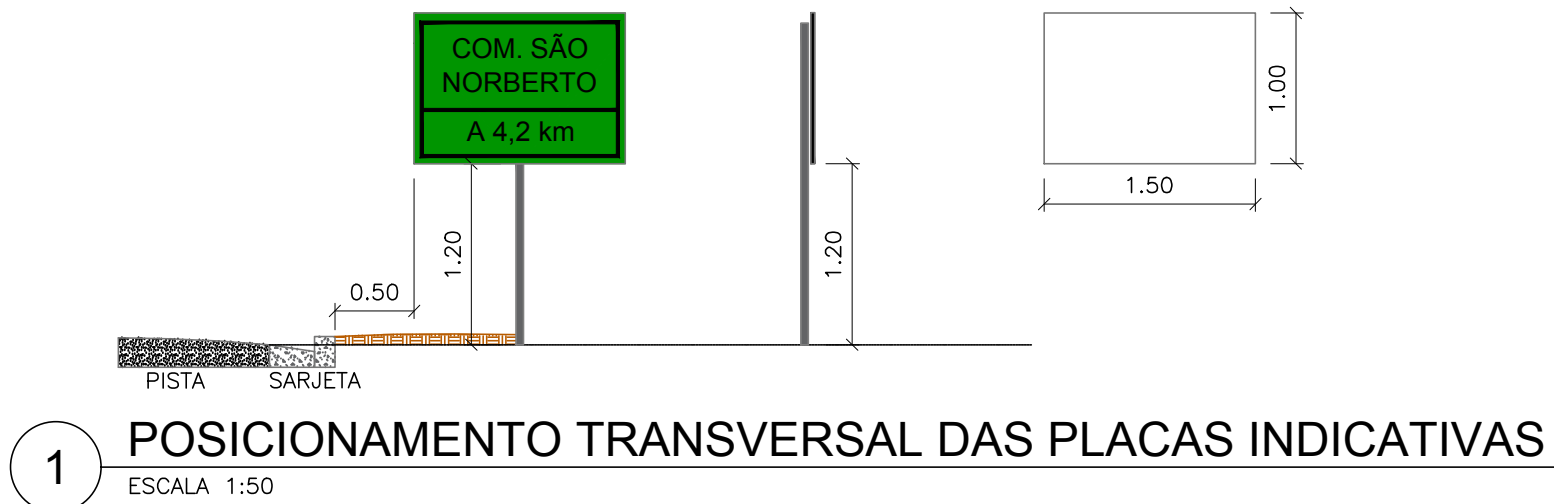 COM. SÃO
NORBERTO
A 4,2 km
1.00
1.50
1.20
1.20
0.50
PISTA
SARJETA
1
POSICIONAMENTO TRANSVERSAL DAS PLACAS INDICATIVAS
ESCALA 1:50